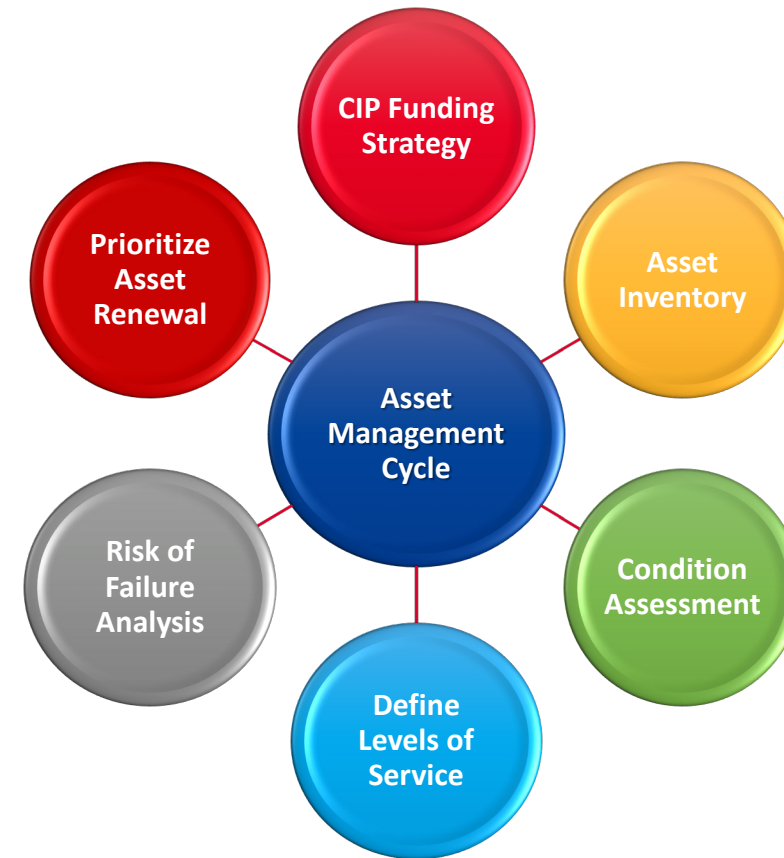 CIP Funding
Strategy
Prioritize
Asset
Renewal
Asset
Inventory
Asset
Management
Cycle
Risk of
Failure
Analysis
Condition
Assessment
Define
Levels of
Service